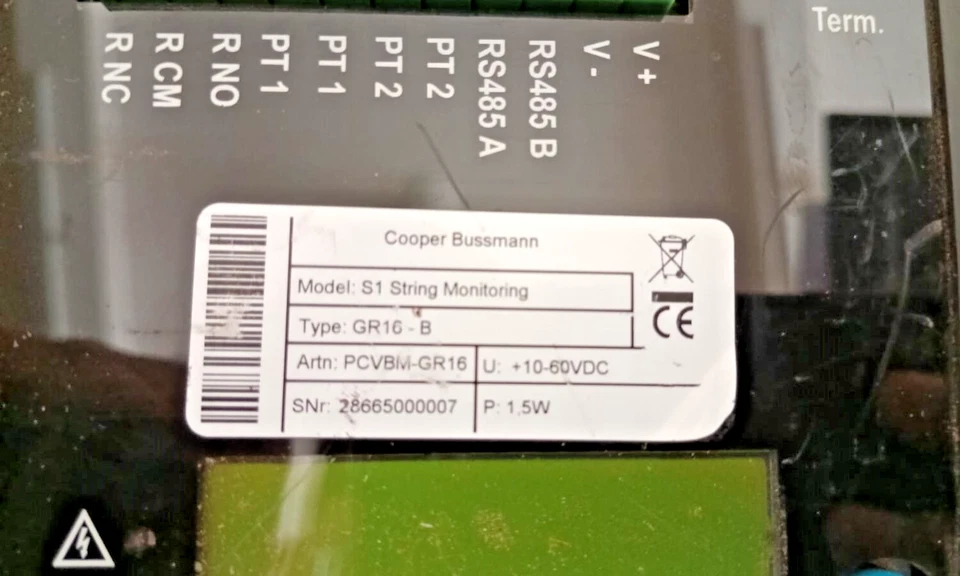 Term.
R NC
R CM
R NO
PT 1
PT 1
PT 2
PT 2
RS485 A
RS485 B
V -
V +
Cooper Bussmann
Model: S1 String Monitoring
Type: GR16 - B
Artn: PCVBM-GR16
U: +10-60VDC
SNr: 28665000007
P: 1,5W
CE